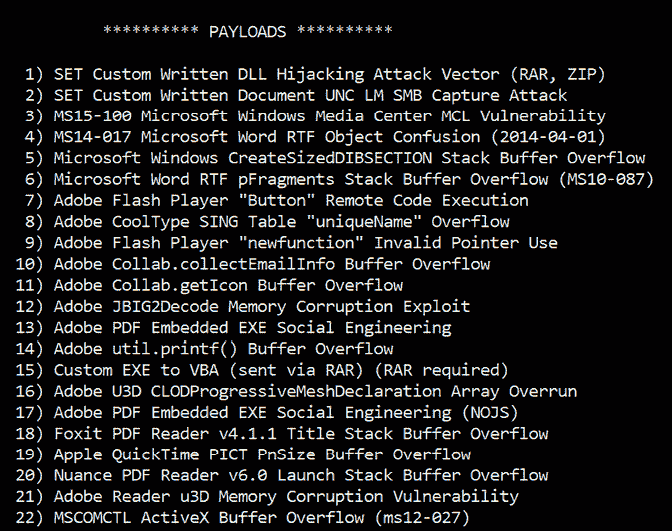 ********** PAYLOADS **********
1) SET Custom Written DLL Hijacking Attack Vector (RAR, ZIP)
2) SET Custom Written Document UNC LM SMB Capture Attack
3) MS15-100 Microsoft Windows Media Center MCL Vulnerability
4) MS14-017 Microsoft Word RTF Object Confusion (2014-04-01)
5) Microsoft Windows CreateSizedDIBSECTION Stack Buffer Overflow
6) Microsoft Word RTF pFragments Stack Buffer Overflow (MS10-087)
7) Adobe Flash Player "Button" Remote Code Execution
8) Adobe CoolType SING Table "uniqueName" Overflow
9) Adobe Flash Player "newfunction" Invalid Pointer Use
10) Adobe Collab.collectEmailInfo Buffer Overflow
11) Adobe Collab.getIcon Buffer Overflow
12) Adobe JBIG2Decode Memory Corruption Exploit
13) Adobe PDF Embedded EXE Social Engineering
14) Adobe util.printf() Buffer Overflow
15) Custom EXE to VBA (sent via RAR) (RAR required)
16) Adobe U3D CLODProgressiveMeshDeclaration Array Overrun
17) Adobe PDF Embedded EXE Social Engineering (NOJS)
18) Foxit PDF Reader v4.1.1 Title Stack Buffer Overflow
19) Apple QuickTime PICT PnSize Buffer Overflow
20) Nuance PDF Reader v6.0 Launch Stack Buffer Overflow
21) Adobe Reader u3D Memory Corruption Vulnerability
22) MSCOMCTL ActiveX Buffer Overflow (ms12-027)